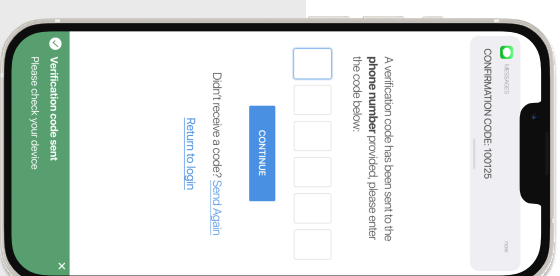 MESSAGES
now
CONFIRMATION CODE: 100125
A verification code has been sent to the
phone number provided, please enter
the code below:
CONTINUE
Didn't receive a code? Send Again
Return to login
Verification code sent
Please check your device